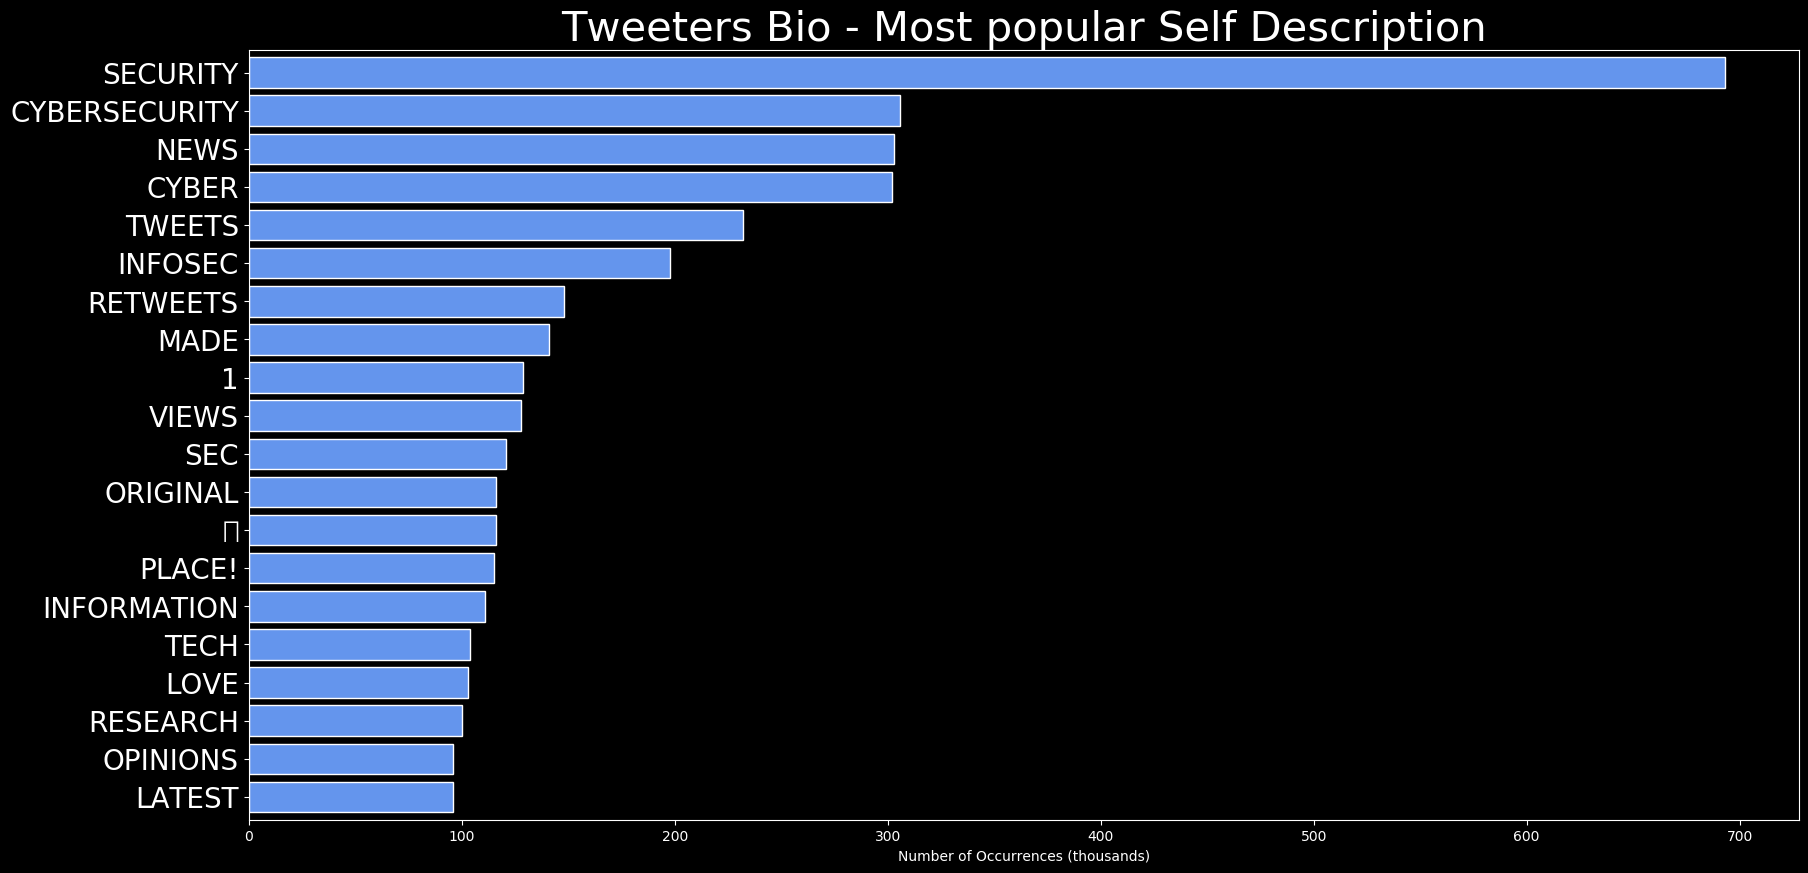 Tweeters Bio - Most popular Self Description
SECURITY
CYBERSECURITY
NEWS
CYBER
TWEETS
INFOSEC
RETWEETS
MADE
1
VIEWS
SEC
ORIGINAL
PLACE!
INFORMATION
TECH
LOVE
RESEARCH
OPINIONS
LATEST
0 100 200 300 400 500 600 700
Number of Occurrences (thousands)